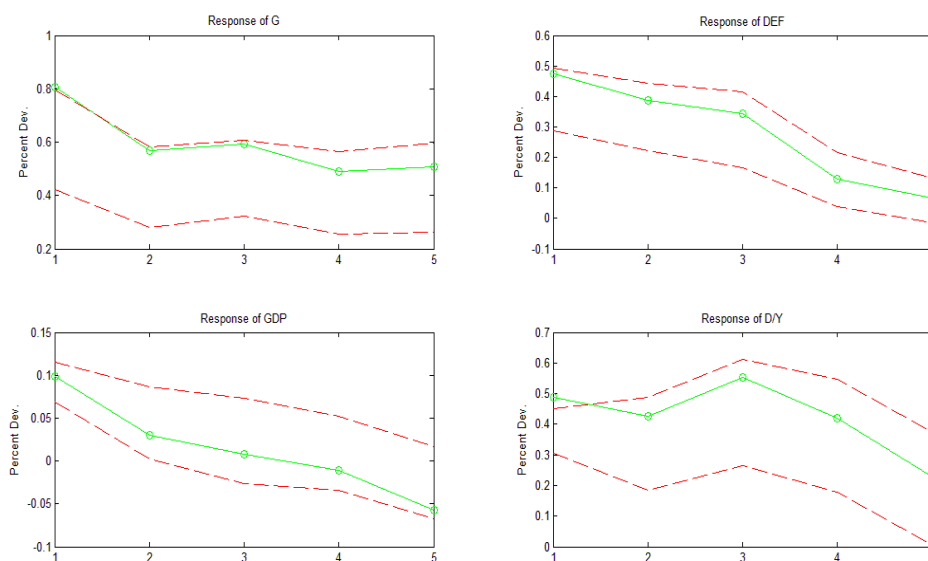 Response of G
Percent Dev.
1
0.8
0.6
0.4
0.2
1 2 3 4 5
Response of DEF
Percent Dev.
0.6
0.5
0.4
0.3
0.2
0.1
0
-0.1
1 2 3 4
Response of GDP
Percent Dev.
0.15
0.1
0.05
0
-0.05
-0.1
1 2 3 4 5
Response of D/Y
Percent Dev.
0.7
0.6
0.5
0.4
0.3
0.2
0.1
0
1 2 3 4